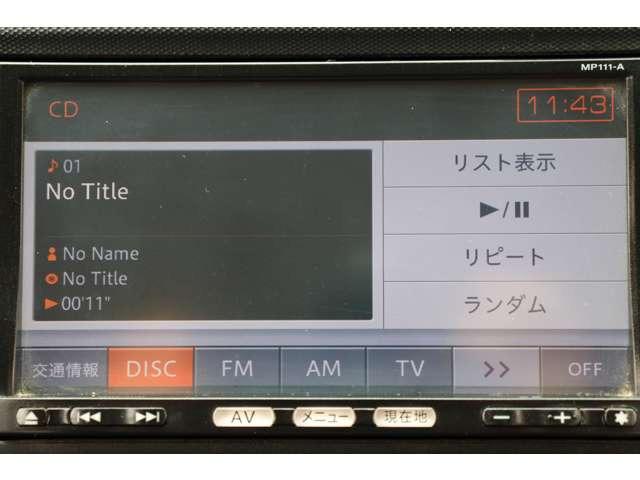 MP111-A
CD
11:43
01
No Title
No Name
No Title
00'11"
リスト表示
▶/II
リピート
ランダム
交通情報 DISC FM AM TV >> OFF
AV メニュー 現在地 − +